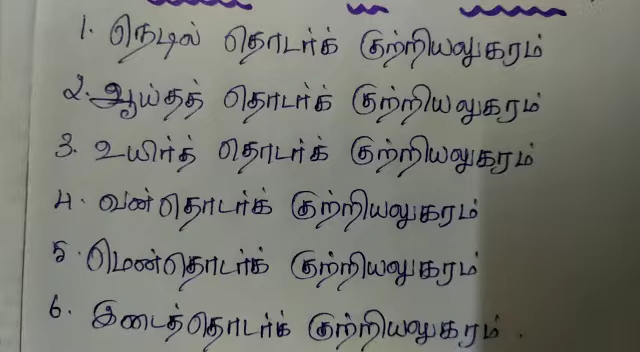 1. நெடில் தொடர்க் குற்றியலுகரம்
2. ஆய்தத் தொடர்க் குற்றியலுகரம்
3. உயிர்த் தொடர்க் குற்றியலுகரம்
4. வன்தொடர்க் குற்றியலுகரம்
5. மென்தொடர்க் குற்றியலுகரம்
6. இடைத்தொடர்க் குற்றியலுகரம்.